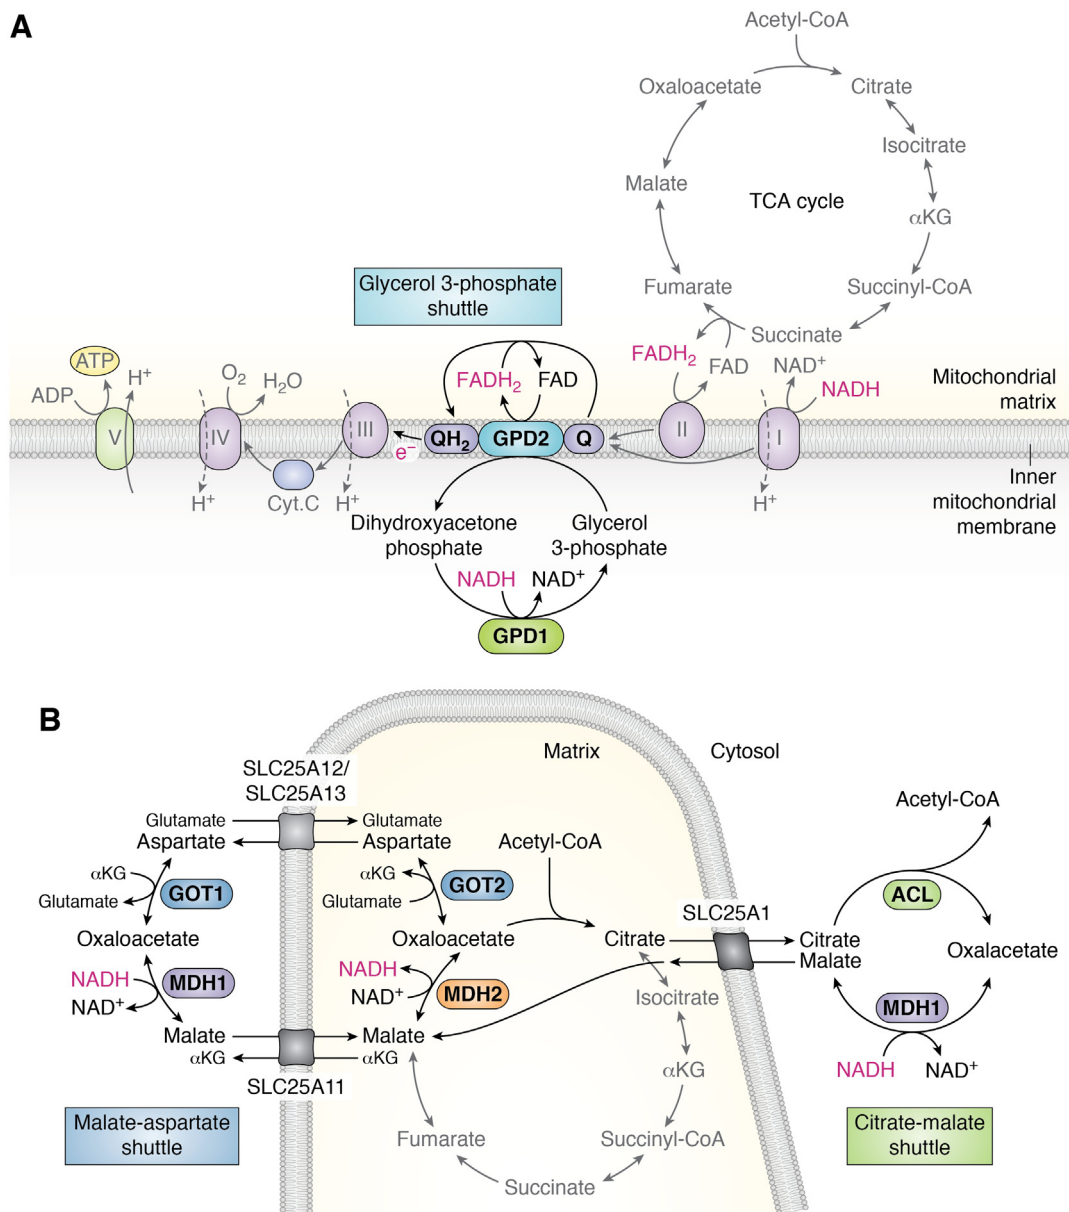 A
Acetyl-CoA
Oxaloacetate
Citrate
Isocitrate
Malate
TCA cycle
αKG
Fumarate
Succinyl-CoA
Succinate
Glycerol 3-phosphate
shuttle
FADH₂
FAD
NAD⁺
NADH
Mitochondrial
matrix
ATP
ADP
H⁺
O₂
H₂O
FADH₂
FAD
V
IV
III
QH₂
GPD2
Q
II
I
e⁻
Cyt.C
H⁺
H⁺
H⁺
Inner
mitochondrial
membrane
Dihydroxyacetone
phosphate
Glycerol
3-phosphate
NADH
NAD⁺
GPD1
B
Matrix
Cytosol
SLC25A12/
SLC25A13
Glutamate
Glutamate
Aspartate
Aspartate
Acetyl-CoA
Acetyl-CoA
αKG
GOT1
Glutamate
αKG
GOT2
Glutamate
ACL
SLC25A1
Oxaloacetate
Oxaloacetate
Citrate
Citrate
Malate
Oxalacetate
NADH
MDH1
NAD⁺
NADH
NAD⁺
MDH2
Isocitrate
MDH1
Malate
αKG
Malate
αKG
αKG
NADH
NAD⁺
SLC25A11
Malate-aspartate
shuttle
Fumarate
Succinyl-CoA
Succinate
Citrate-malate
shuttle